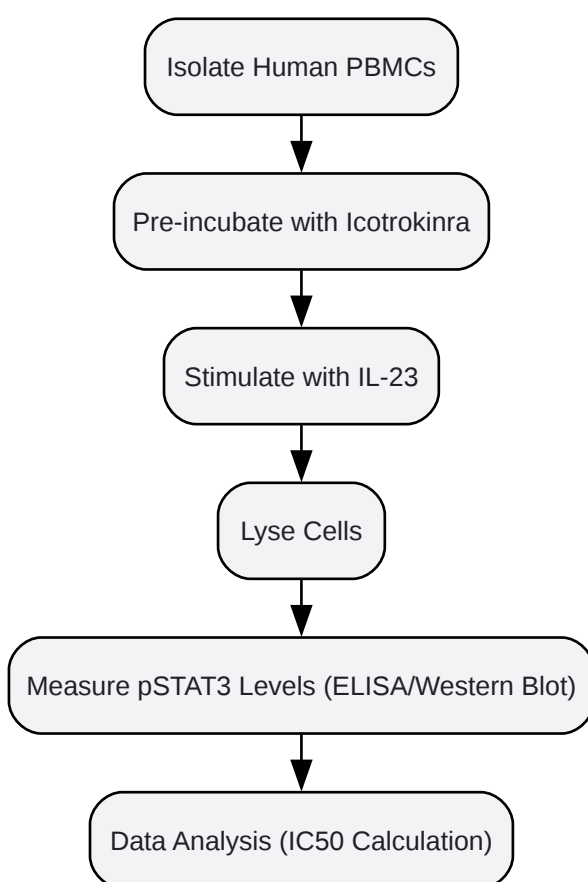 Isolate Human PBMCs
Pre-incubate with Icotrokinra
Stimulate with IL-23
Lyse Cells
Measure pSTAT3 Levels (ELISA/Western Blot)
Data Analysis (IC50 Calculation)